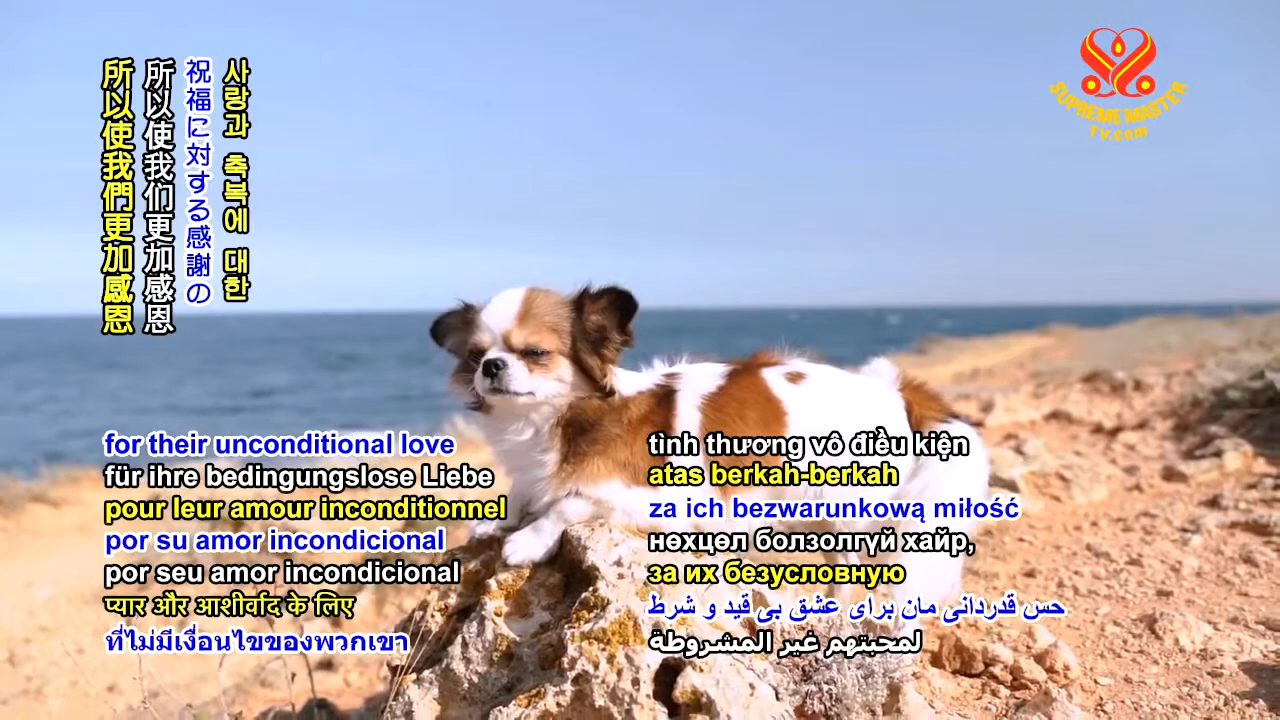 所以使我們更加感恩
所以使我们更加感恩
祝福に対する感謝の
사랑과 축복에 대한
SUPREME MASTER
TV.com
for their unconditional love
für ihre bedingungslose Liebe
pour leur amour inconditionnel
por su amor incondicional
por seu amor incondicional
प्यार और आशीर्वाद के लिए
ที่ไม่มีเงื่อนไขของพวกเขา
tình thương vô điều kiện
atas berkah-berkah
za ich bezwarunkową miłość
нөхцөл болзолгүй хайр,
за их безусловную
حس قدردانی مان برای عشق بی قید و شرط
لمحبتهم غير المشروطة